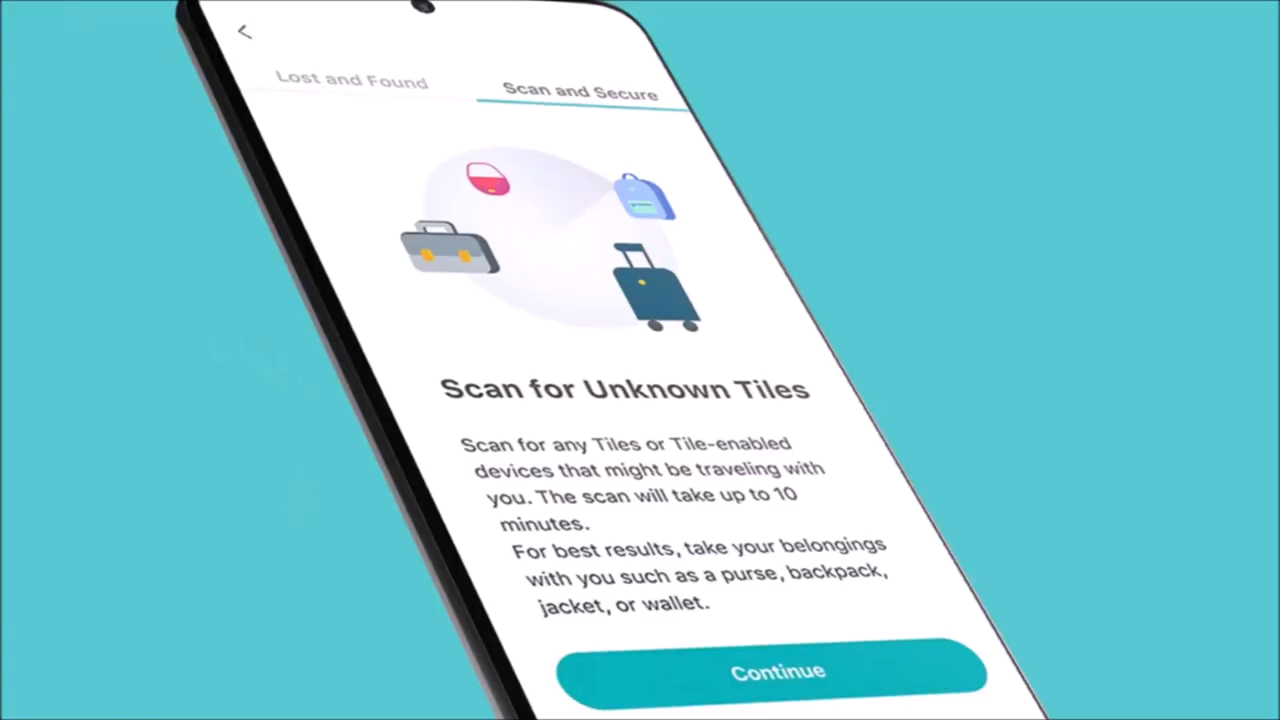 Lost and Found
Scan and Secure
Scan for Unknown Tiles
Scan for any Tiles or Tile-enabled
devices that might be traveling with
you. The scan will take up to 10
minutes.
For best results, take your belongings
with you such as a purse, backpack,
jacket, or wallet.
Continue